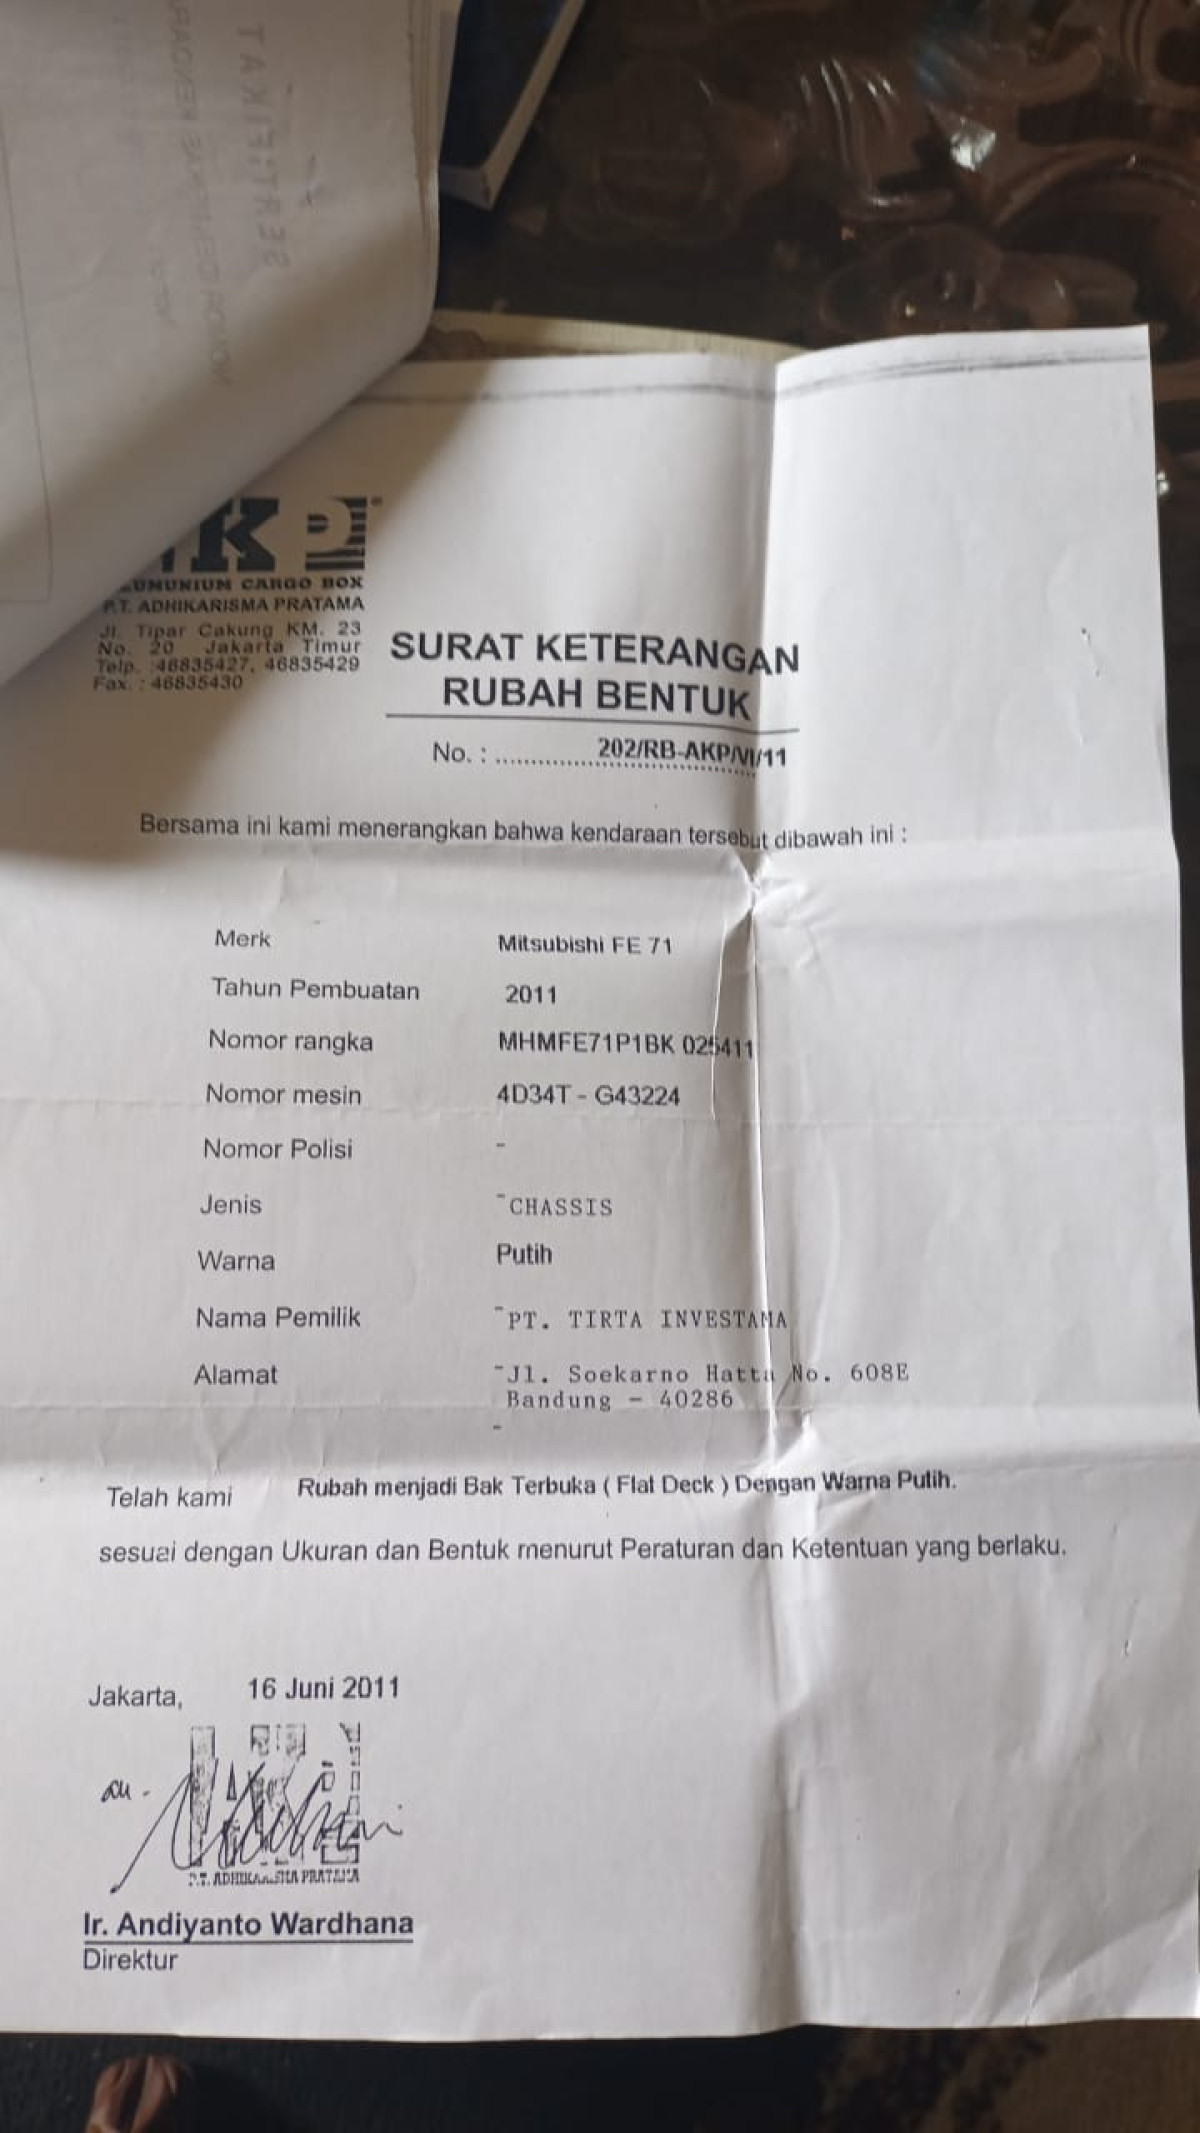 SERTIFIKAT
KP
ALUMUNIUM CARGO BOX
P.T. ADHIKARISMA PRATAMA
Jl. Tipar Cakung KM. 23
No. 20 Jakarta Timur
Telp. :46835427, 46835429
Fax. : 46835430
SURAT KETERANGAN
RUBAH BENTUK
No. : .............. 202/RB-AKP/VI/11
Bersama ini kami menerangkan bahwa kendaraan tersebut dibawah ini :
Merk Mitsubishi FE 71
Tahun Pembuatan 2011
Nomor rangka MHMFE71P1BK 025411
Nomor mesin 4D34T - G43224
Nomor Polisi -
Jenis -CHASSIS
Warna Putih
Nama Pemilik -PT. TIRTA INVESTAMA
Alamat -Jl. Soekarno Hatta No. 608E
Bandung - 40286
-
Telah kami Rubah menjadi Bak Terbuka ( Flat Deck ) Dengan Warna Putih.
sesuai dengan Ukuran dan Bentuk menurut Peraturan dan Ketentuan yang berlaku.
Jakarta, 16 Juni 2011
P.T. ADHIKARISMA PRATAMA
Ir. Andiyanto Wardhana
Direktur